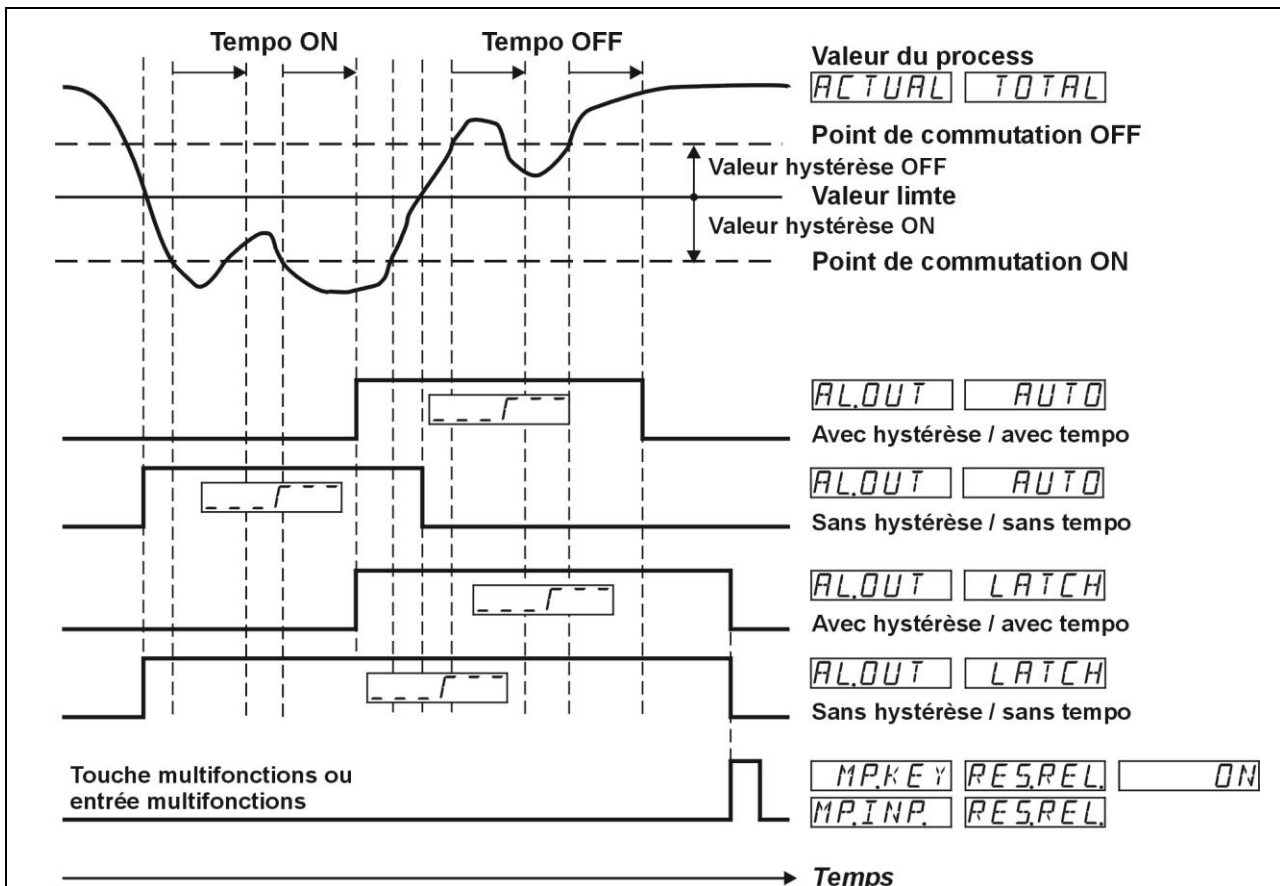 Tempo ON
Tempo OFF
Valeur du process
ACTUAL TOTAL
Point de commutation OFF
Valeur hystérèse OFF
Valeur limte
Valeur hystérèse ON
Point de commutation ON
AL.OUT AUTO
Avec hystérèse / avec tempo
AL.OUT AUTO
Sans hystérèse / sans tempo
AL.OUT LATCH
Avec hystérèse / avec tempo
AL.OUT LATCH
Sans hystérèse / sans tempo
Touche multifonctions ou
entrée multifonctions
MP.KEY RES.REL. ON
MP.INP. RES.REL.
Temps